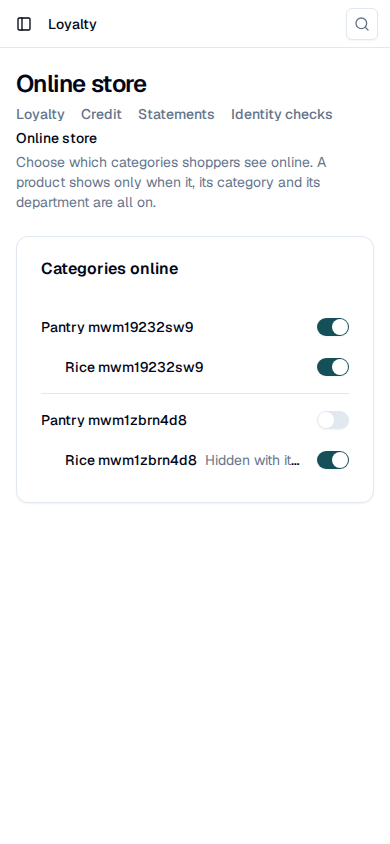 Loyalty
Online store
Loyalty Credit Statements Identity checks
Online store
Choose which categories shoppers see online. A
product shows only when it, its category and its
department are all on.
Categories online
Pantry mwm19232sw9
Rice mwm19232sw9
Pantry mwm1zbrn4d8
Rice mwm1zbrn4d8 Hidden with it...